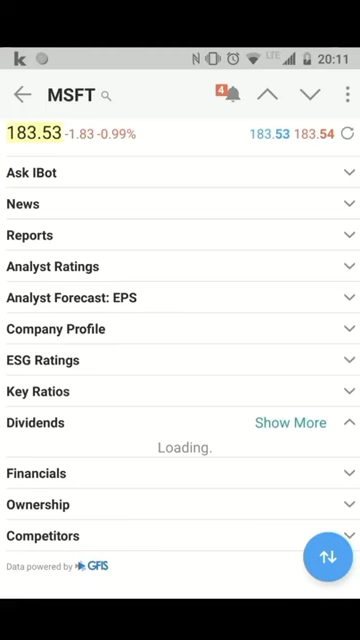 k LTE 20:11
MSFT 4
183.53 -1.83 -0.99% 183.53 183.54
Ask IBot
News
Reports
Analyst Ratings
Analyst Forecast: EPS
Company Profile
ESG Ratings
Key Ratios
Dividends Show More
Loading.
Financials
Ownership
Competitors
Data powered by GFIS